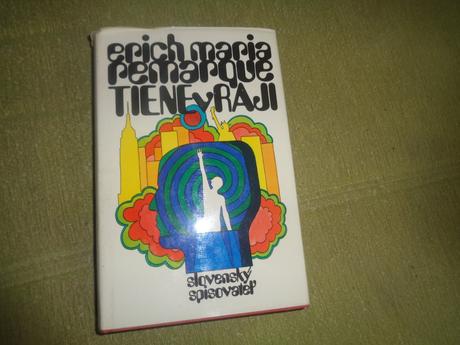 erich maria
remarque
TIENE v RAJI
slovenský
spisovateľ